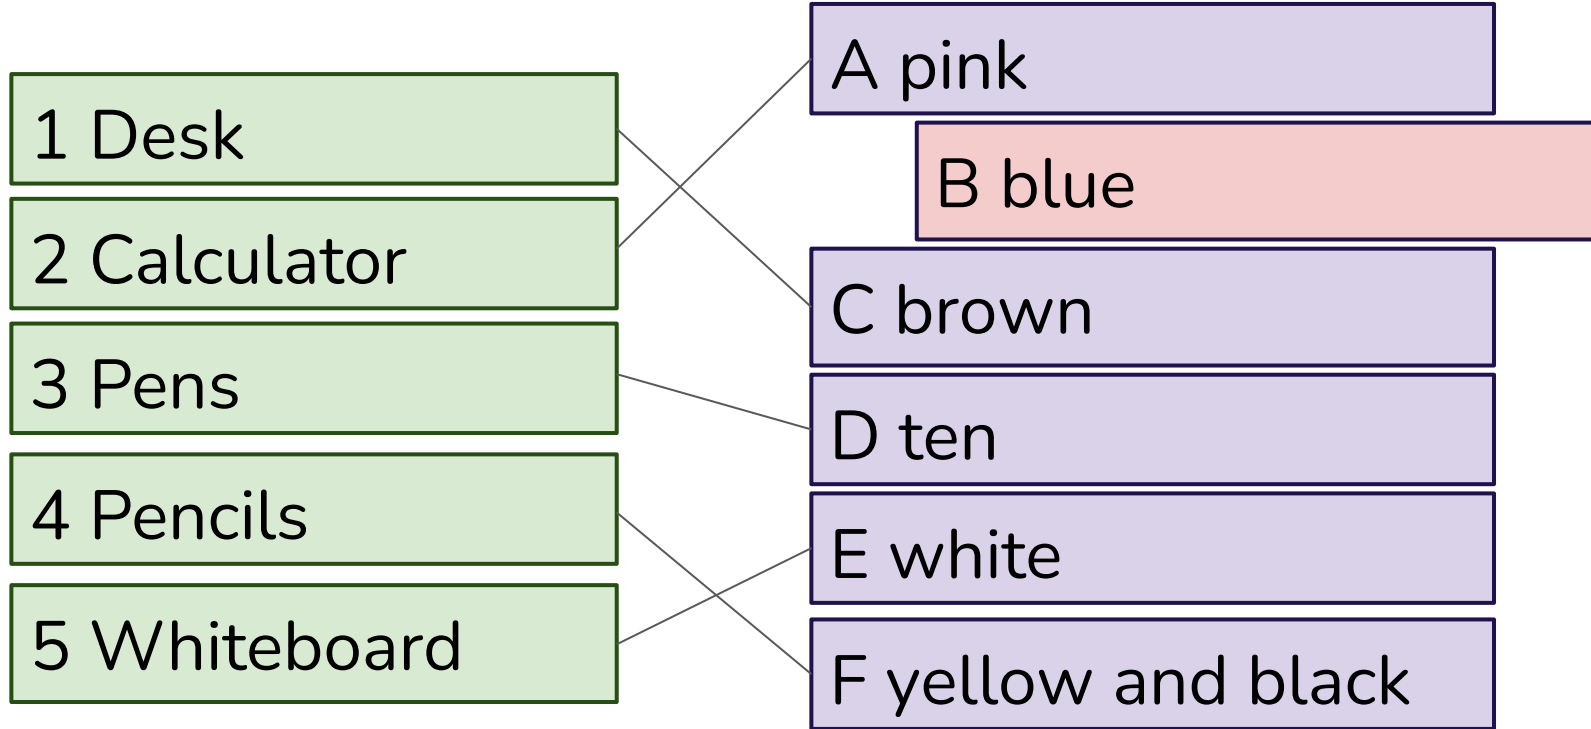 1 Desk
2 Calculator
3 Pens
4 Pencils
5 Whiteboard
A pink
B blue
C brown
D ten
E white
F yellow and black